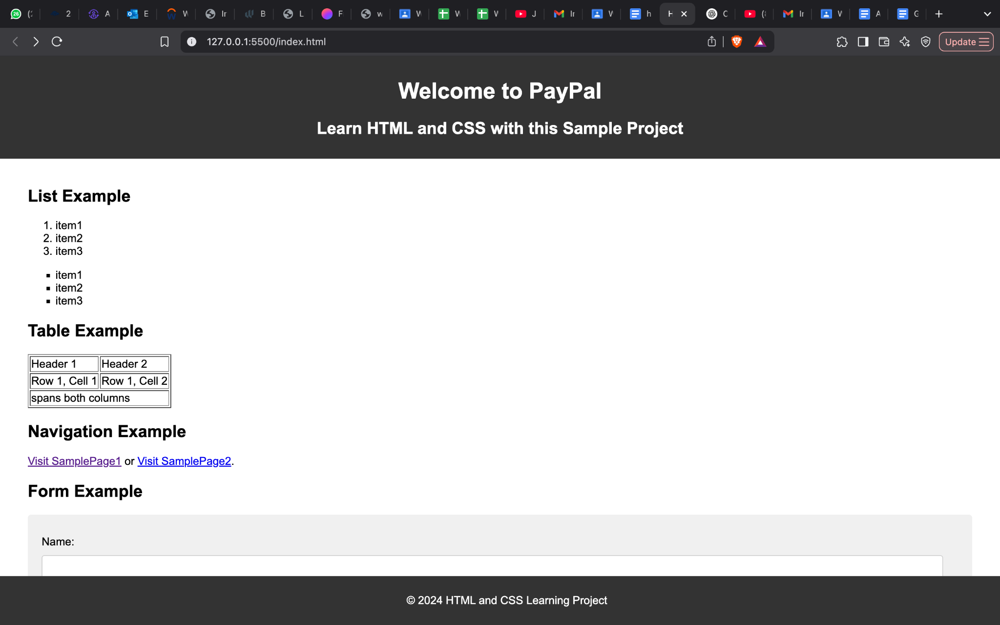 26 (2 2 A E W Ir B L F w W W W J Ir W h H C (8 Ir W A G
127.0.0.1:5500/index.html
Update
Welcome to PayPal
Learn HTML and CSS with this Sample Project
List Example
1. item1
2. item2
3. item3
▪ item1
▪ item2
▪ item3
Table Example
Header 1 Header 2
Row 1, Cell 1 Row 1, Cell 2
spans both columns
Navigation Example
Visit SamplePage1 or Visit SamplePage2.
Form Example
Name:
© 2024 HTML and CSS Learning Project